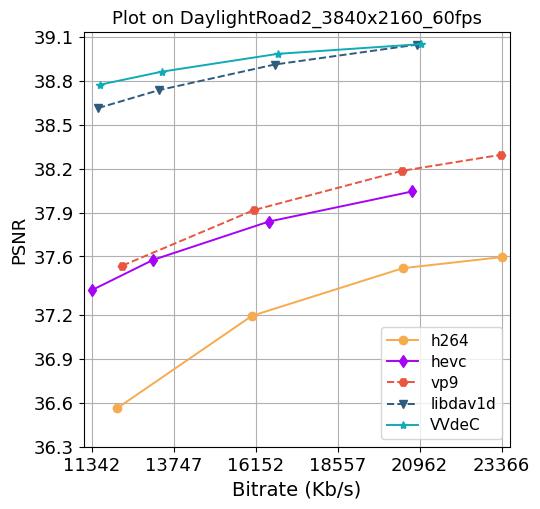 Plot on DaylightRoad2_3840x2160_60fps
39.1
38.8
38.5
38.2
37.9
37.6
37.2
36.9
36.6
36.3
PSNR
h264
hevc
vp9
libdav1d
VVdeC
11342 13747 16152 18557 20962 23366
Bitrate (Kb/s)